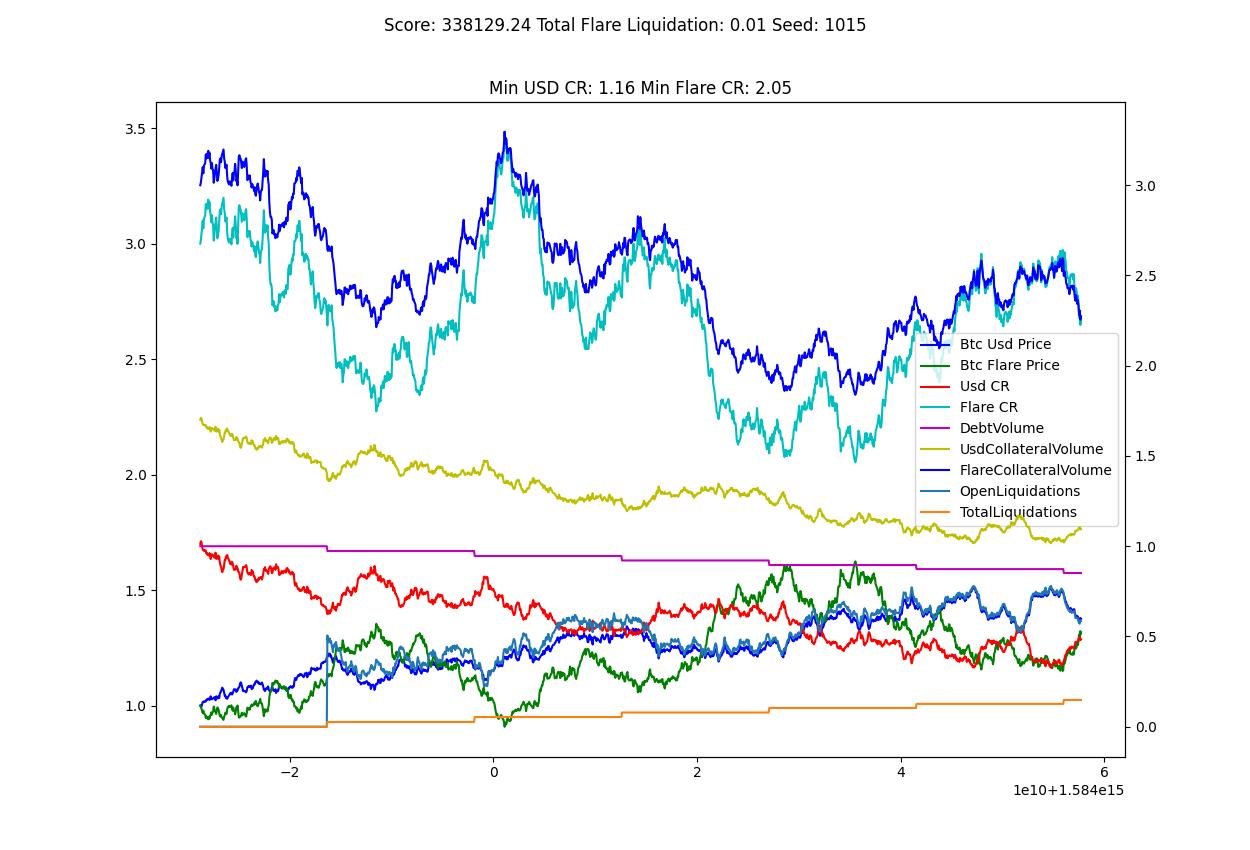 Score: 338129.24 Total Flare Liquidation: 0.01 Seed: 1015
Min USD CR: 1.16 Min Flare CR: 2.05
3.5
3.0
2.5
2.0
1.5
1.0
3.0
2.5
2.0
1.5
1.0
0.5
0.0
Btc Usd Price
Btc Flare Price
Usd CR
Flare CR
DebtVolume
UsdCollateralVolume
FlareCollateralVolume
OpenLiquidations
TotalLiquidations
−2 0 2 4 6
1e10+1.584e15